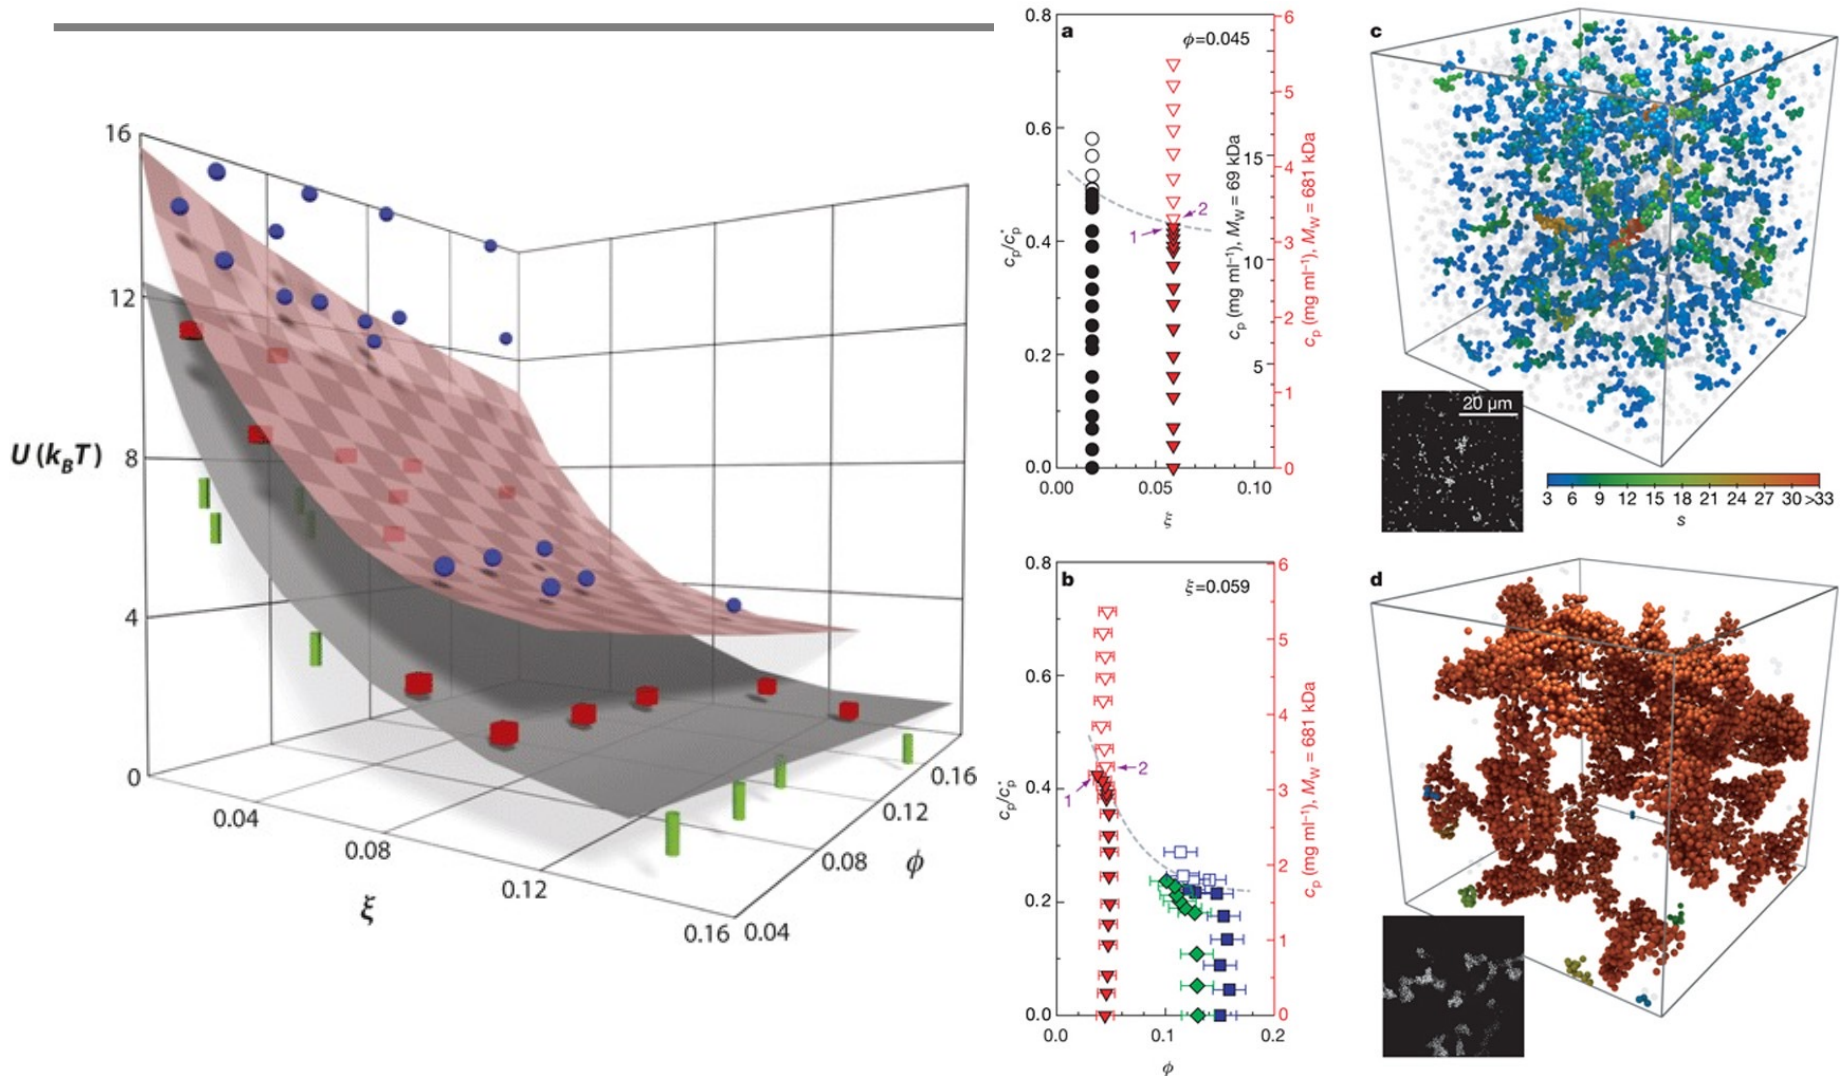 16
12
8
4
0
U (k_BT)
0.04
0.08
0.12
0.16
ξ
0.04
0.08
0.12
0.16
ϕ
a
ϕ=0.045
0.8
0.6
0.4
0.2
0.0
c_p/c_p^*
2
1
15
10
5
c_p (mg ml⁻¹), M_W = 69 kDa
6
5
4
3
2
1
0
c_p (mg ml⁻¹), M_W = 681 kDa
0.00 0.05 0.10
ξ
b
ξ=0.059
0.8
0.6
0.4
0.2
0.0
c_p/c_p^*
2
1
6
5
4
3
2
1
0
c_p (mg ml⁻¹), M_W = 681 kDa
0.0 0.1 0.2
ϕ
c
20 µm
3 6 9 12 15 18 21 24 27 30 >33
s
d